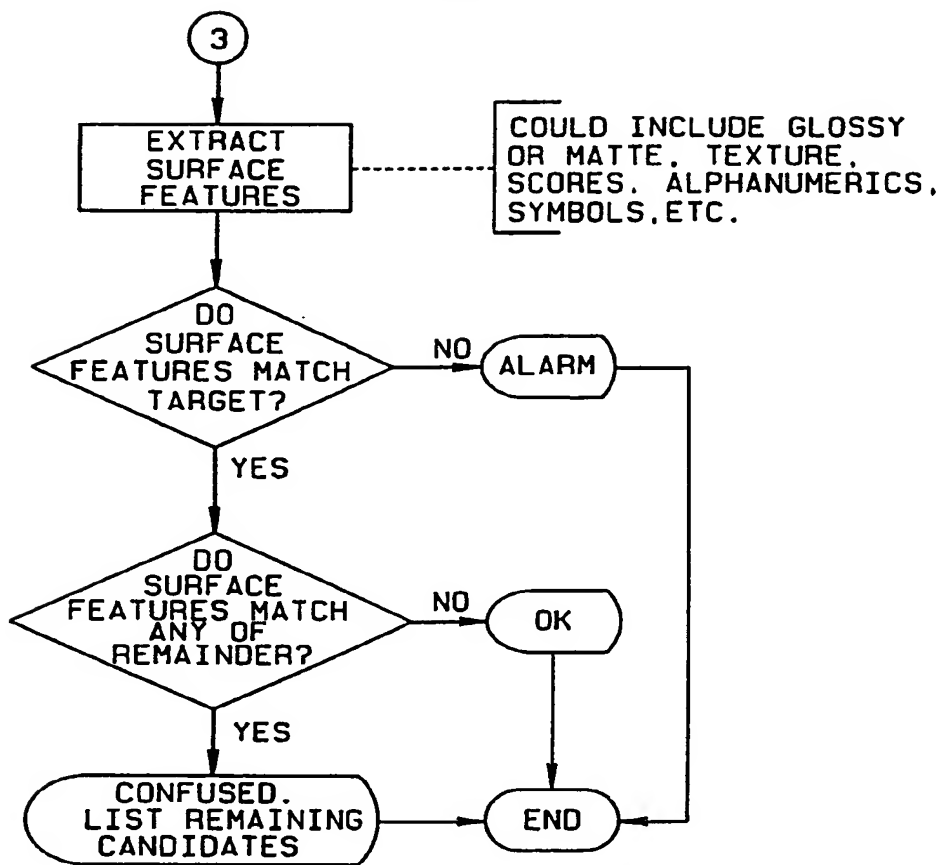 3
EXTRACT
SURFACE
FEATURES
COULD INCLUDE GLOSSY
OR MATTE, TEXTURE,
SCORES. ALPHANUMERICS,
SYMBOLS,ETC.
DO
SURFACE
FEATURES MATCH
TARGET?
NO
ALARM
YES
DO
SURFACE
FEATURES MATCH
ANY OF
REMAINDER?
NO
OK
YES
CONFUSED.
LIST REMAINING
CANDIDATES
END